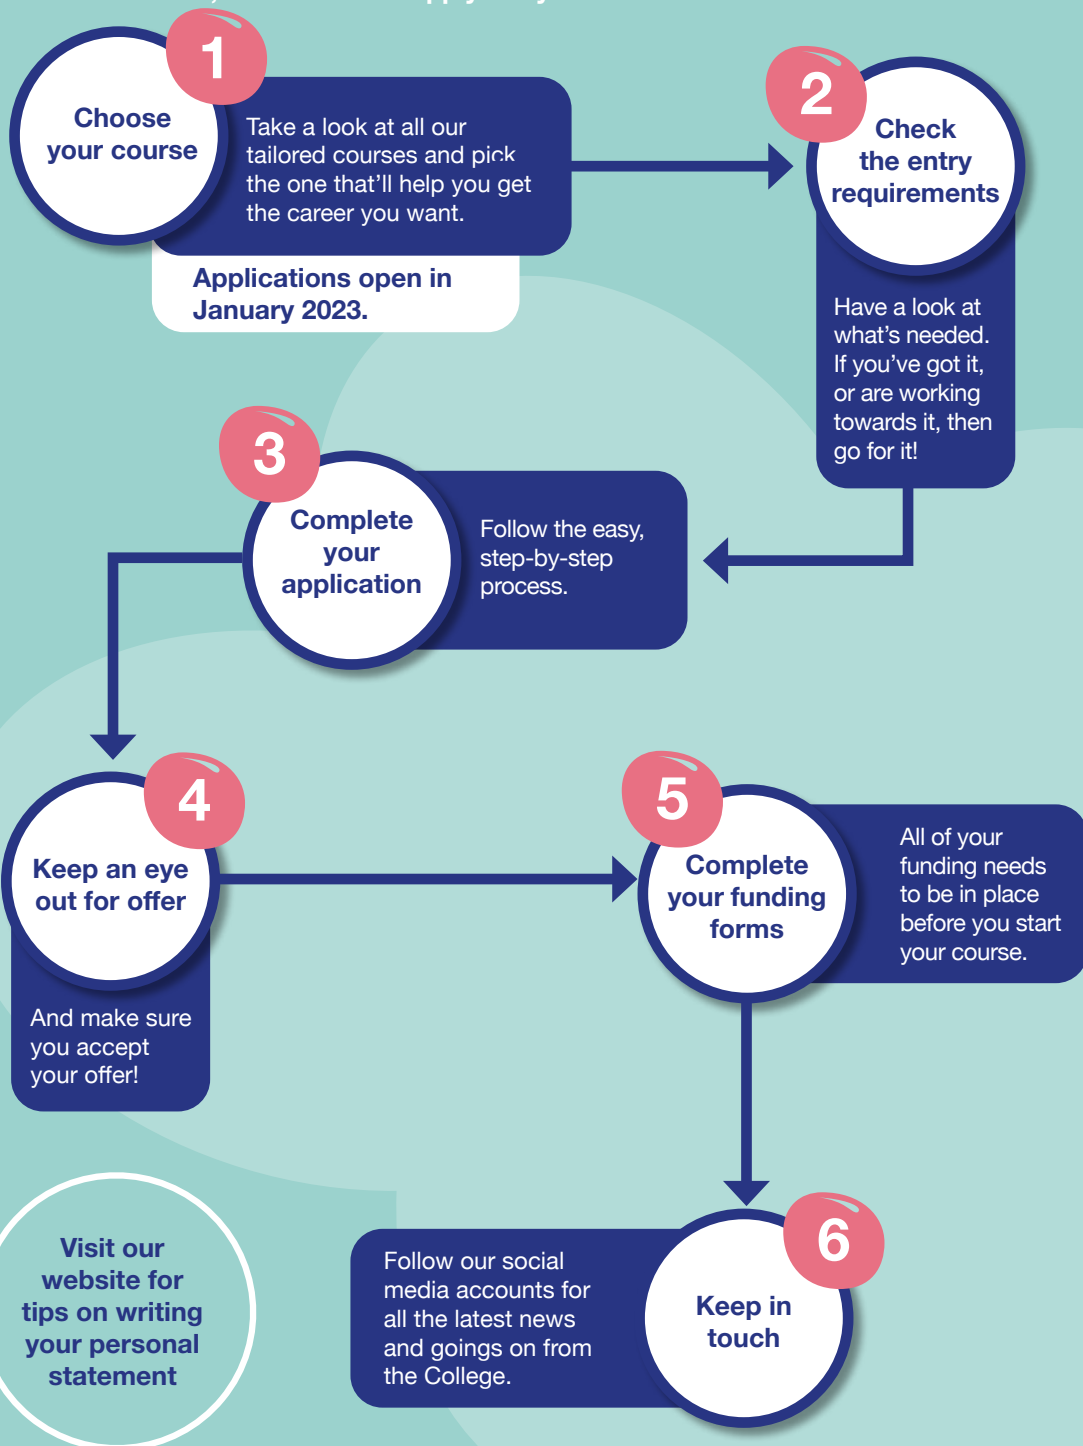 apply
1
Choose
your course
Take a look at all our
tailored courses and pick
the one that'll help you get
the career you want.
Applications open in
January 2023.
2
Check
the entry
requirements
Have a look at
what's needed.
If you've got it,
or are working
towards it, then
go for it!
3
Complete
your
application
Follow the easy,
step-by-step
process.
4
Keep an eye
out for offer
And make sure
you accept
your offer!
5
Complete
your funding
forms
All of your
funding needs
to be in place
before you start
your course.
6
Keep in
touch
Follow our social
media accounts for
all the latest news
and goings on from
the College.
Visit our
website for
tips on writing
your personal
statement